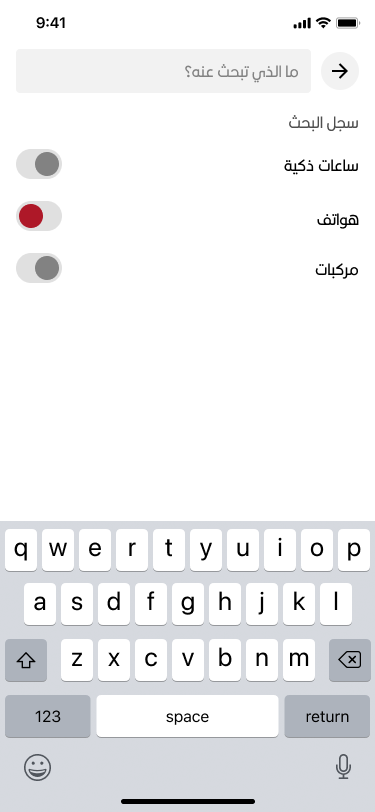 9:41
ما الذي تبحث عنه؟
سجل البحث
ساعات ذكية
هواتف
مركبات
q w e r t y u i o p
a s d f g h j k l
z x c v b n m
123 space return